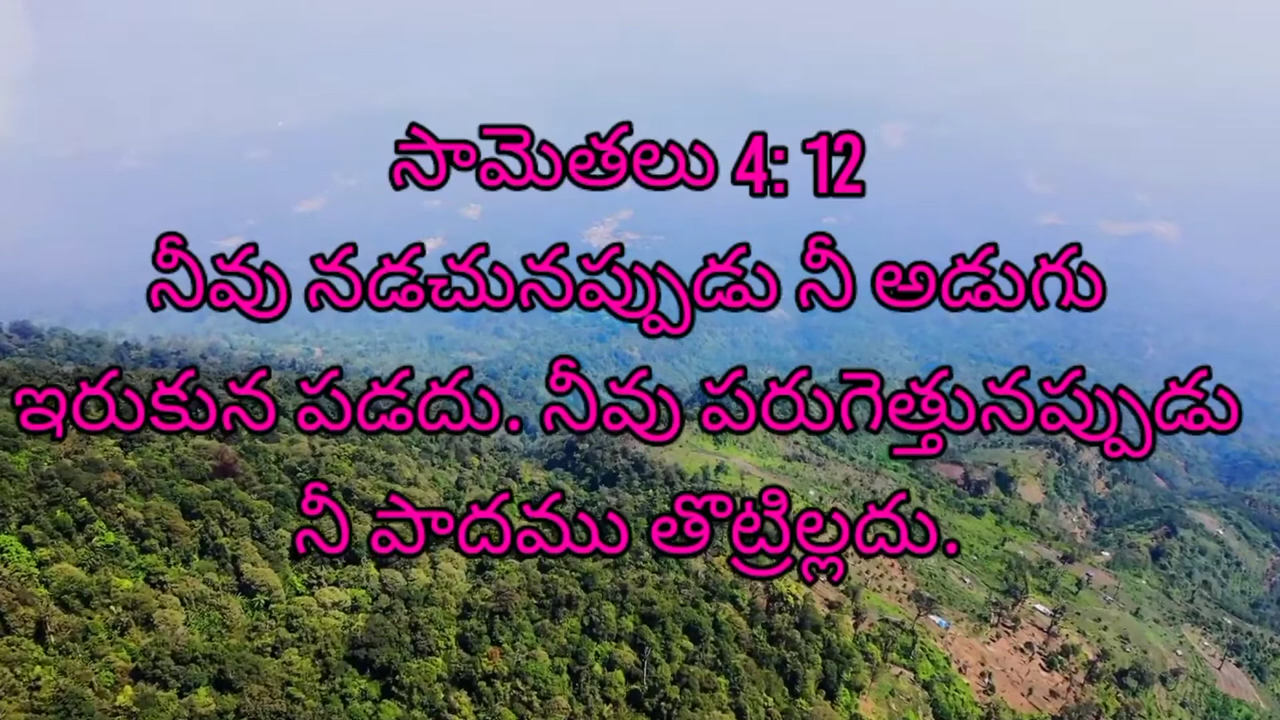 సామెతలు 4: 12
నీవు నడచునప్పుడు నీ అడుగు
ఇరుకున పడదు. నీవు పరుగెత్తునప్పుడు
నీ పాదము తొట్రిల్లదు.